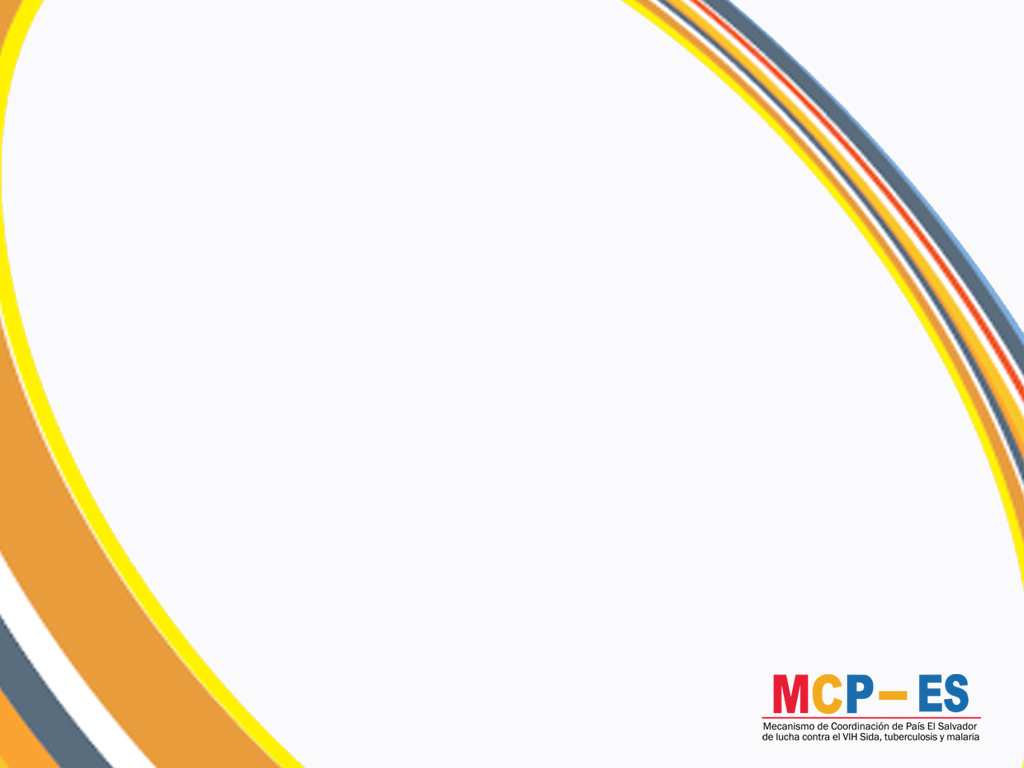 MCP–ES
Mecanismo de Coordinación de País El Salvador
de lucha contra el VIH Sida, tuberculosis y malaria